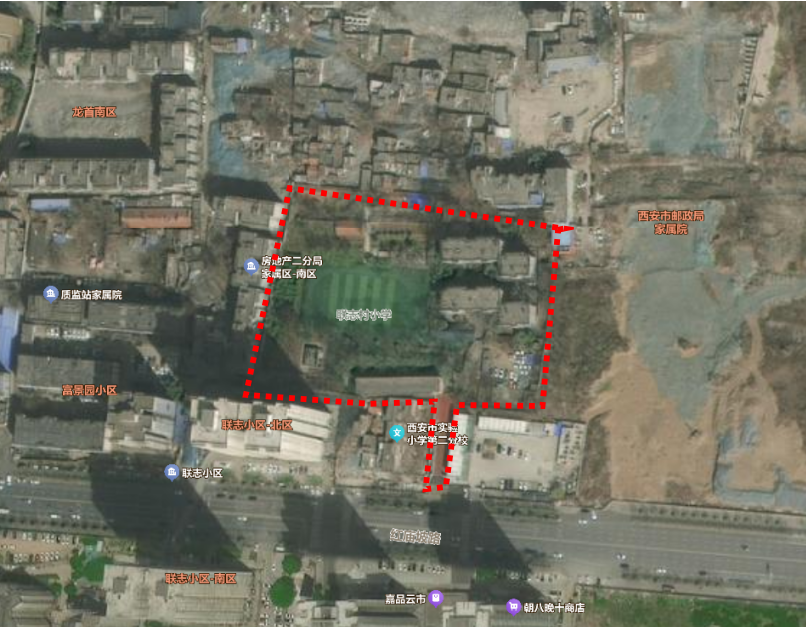 龙首南区
西安市邮政局
家属院
房地产二分局
家属区-南区
质监站家属院
联志村小学
富景园小区
联志小区-北区
西安市实验
小学第二分校
联志小区
红庙坡路
联志小区-南区
嘉品云市
朝八晚十商店